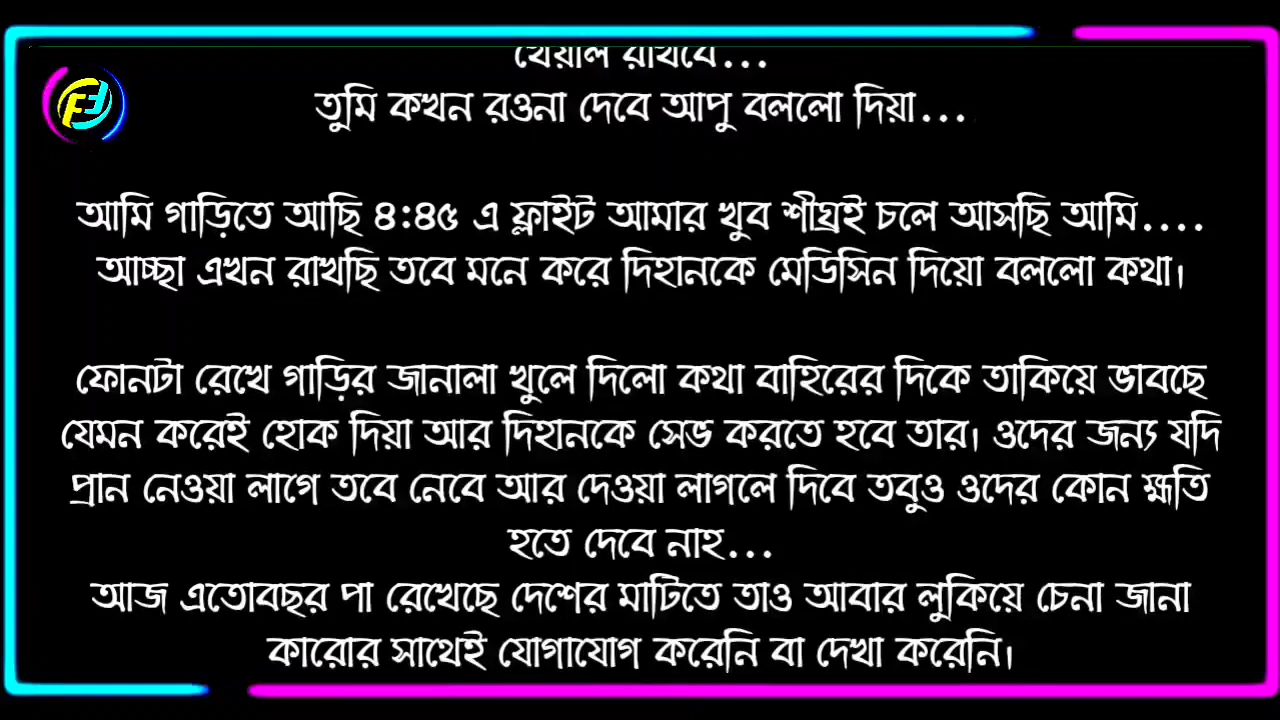 খেয়াল রাখবে...
তুমি কখন রওনা দেবে আপু বললো দিয়া...
আমি গাড়িতে আছি ৪:৪৫ এ ফ্লাইট আমার খুব শীঘ্রই চলে আসছি আমি....
আচ্ছা এখন রাখছি তবে মনে করে দিহানকে মেডিসিন দিয়ো বললো কথা।
ফোনটা রেখে গাড়ির জানালা খুলে দিলো কথা বাহিরের দিকে তাকিয়ে ভাবছে
যেমন করেই হোক দিয়া আর দিহানকে সেভ করতে হবে তার। ওদের জন্য যদি
প্রান নেওয়া লাগে তবে নেবে আর দেওয়া লাগলে দিবে তবুও ওদের কোন হ্মতি
হতে দেবে নাহ...
আজ এতোবছর পা রেখেছে দেশের মাটিতে তাও আবার লুকিয়ে চেনা জানা
কারোর সাথেই যোগাযোগ করেনি বা দেখা করেনি।